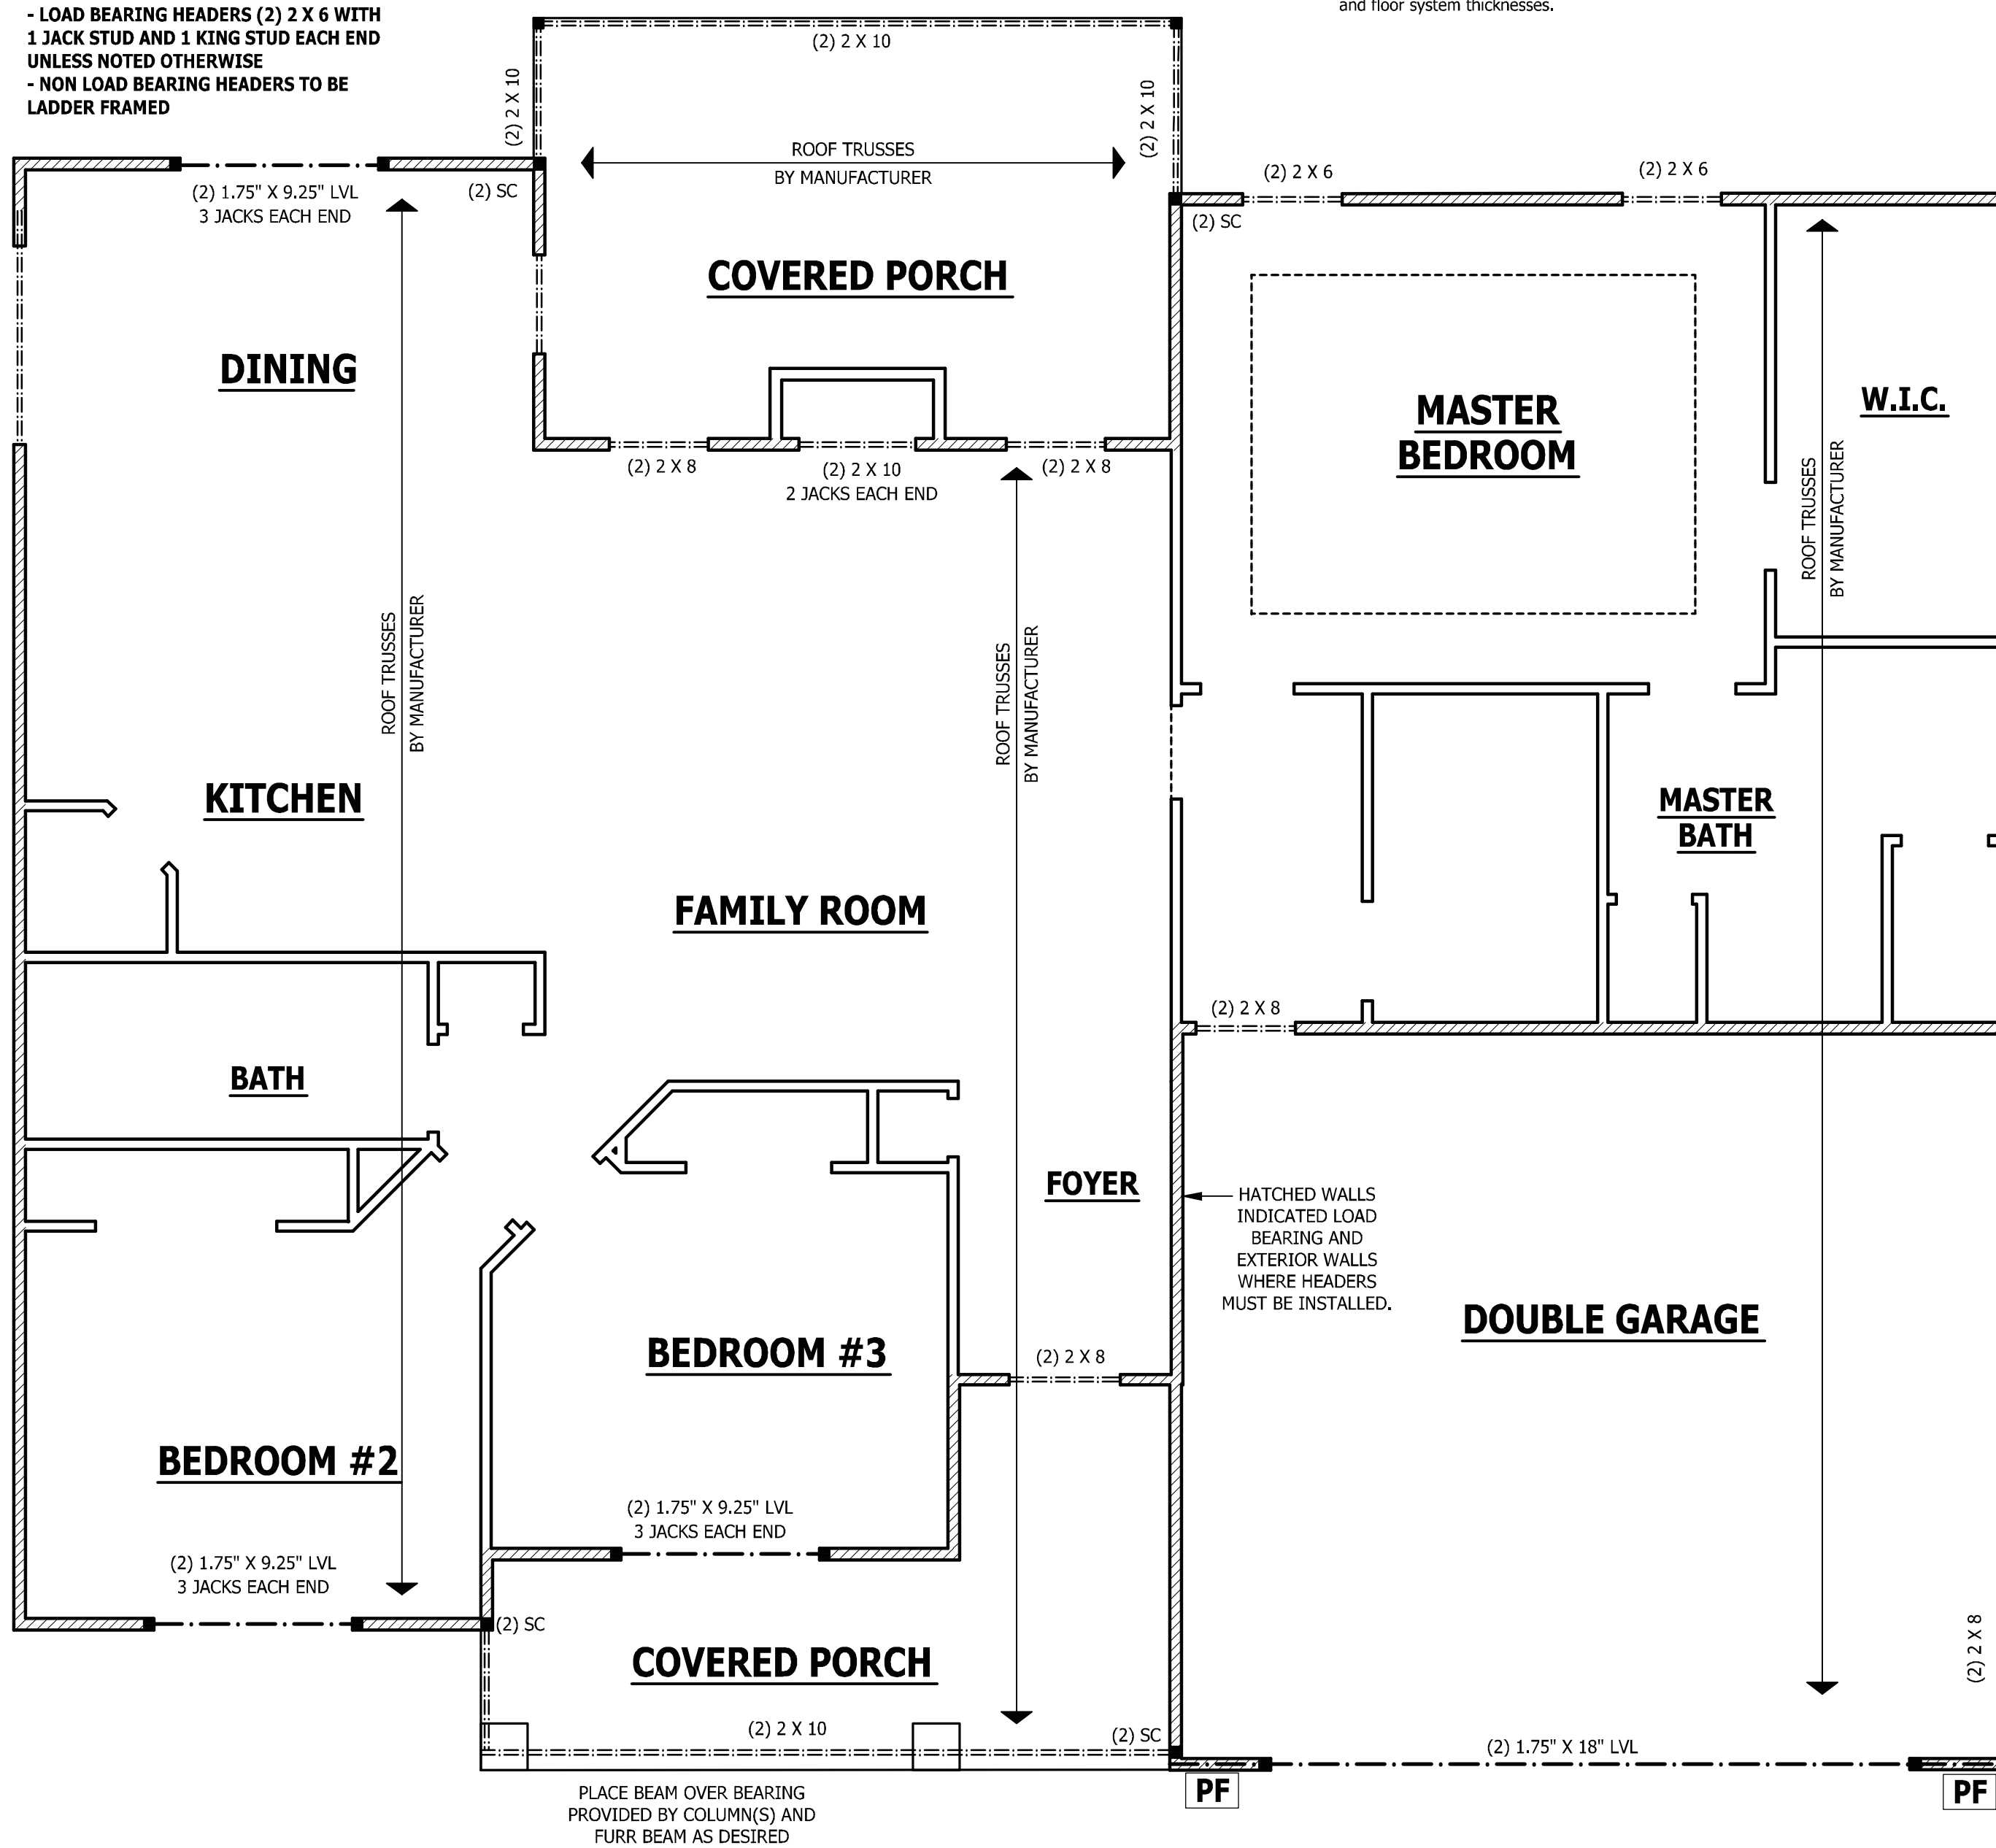 - LOAD BEARING HEADERS (2) 2 X 6 WITH
1 JACK STUD AND 1 KING STUD EACH END
UNLESS NOTED OTHERWISE
- NON LOAD BEARING HEADERS TO BE
LADDER FRAMED
and floor system thicknesses.
(2) 2 X 10
(2) 2 X 10
(2) 2 X 10
ROOF TRUSSES
BY MANUFACTURER
(2) 1.75" X 9.25" LVL
3 JACKS EACH END
(2) SC
(2) 2 X 6
(2) 2 X 6
(2) SC
COVERED PORCH
DINING
MASTER
BEDROOM
W.I.C.
(2) 2 X 8
(2) 2 X 10
2 JACKS EACH END
(2) 2 X 8
ROOF TRUSSES
BY MANUFACTURER
ROOF TRUSSES
BY MANUFACTURER
ROOF TRUSSES
BY MANUFACTURER
KITCHEN
MASTER
BATH
FAMILY ROOM
(2) 2 X 8
BATH
FOYER
HATCHED WALLS
INDICATED LOAD
BEARING AND
EXTERIOR WALLS
WHERE HEADERS
MUST BE INSTALLED.
DOUBLE GARAGE
BEDROOM #3
(2) 2 X 8
BEDROOM #2
(2) 1.75" X 9.25" LVL
3 JACKS EACH END
(2) 1.75" X 9.25" LVL
3 JACKS EACH END
(2) SC
COVERED PORCH
(2) 2 X 8
(2) 2 X 10
(2) SC
(2) 1.75" X 18" LVL
PF
PF
PLACE BEAM OVER BEARING
PROVIDED BY COLUMN(S) AND
FURR BEAM AS DESIRED